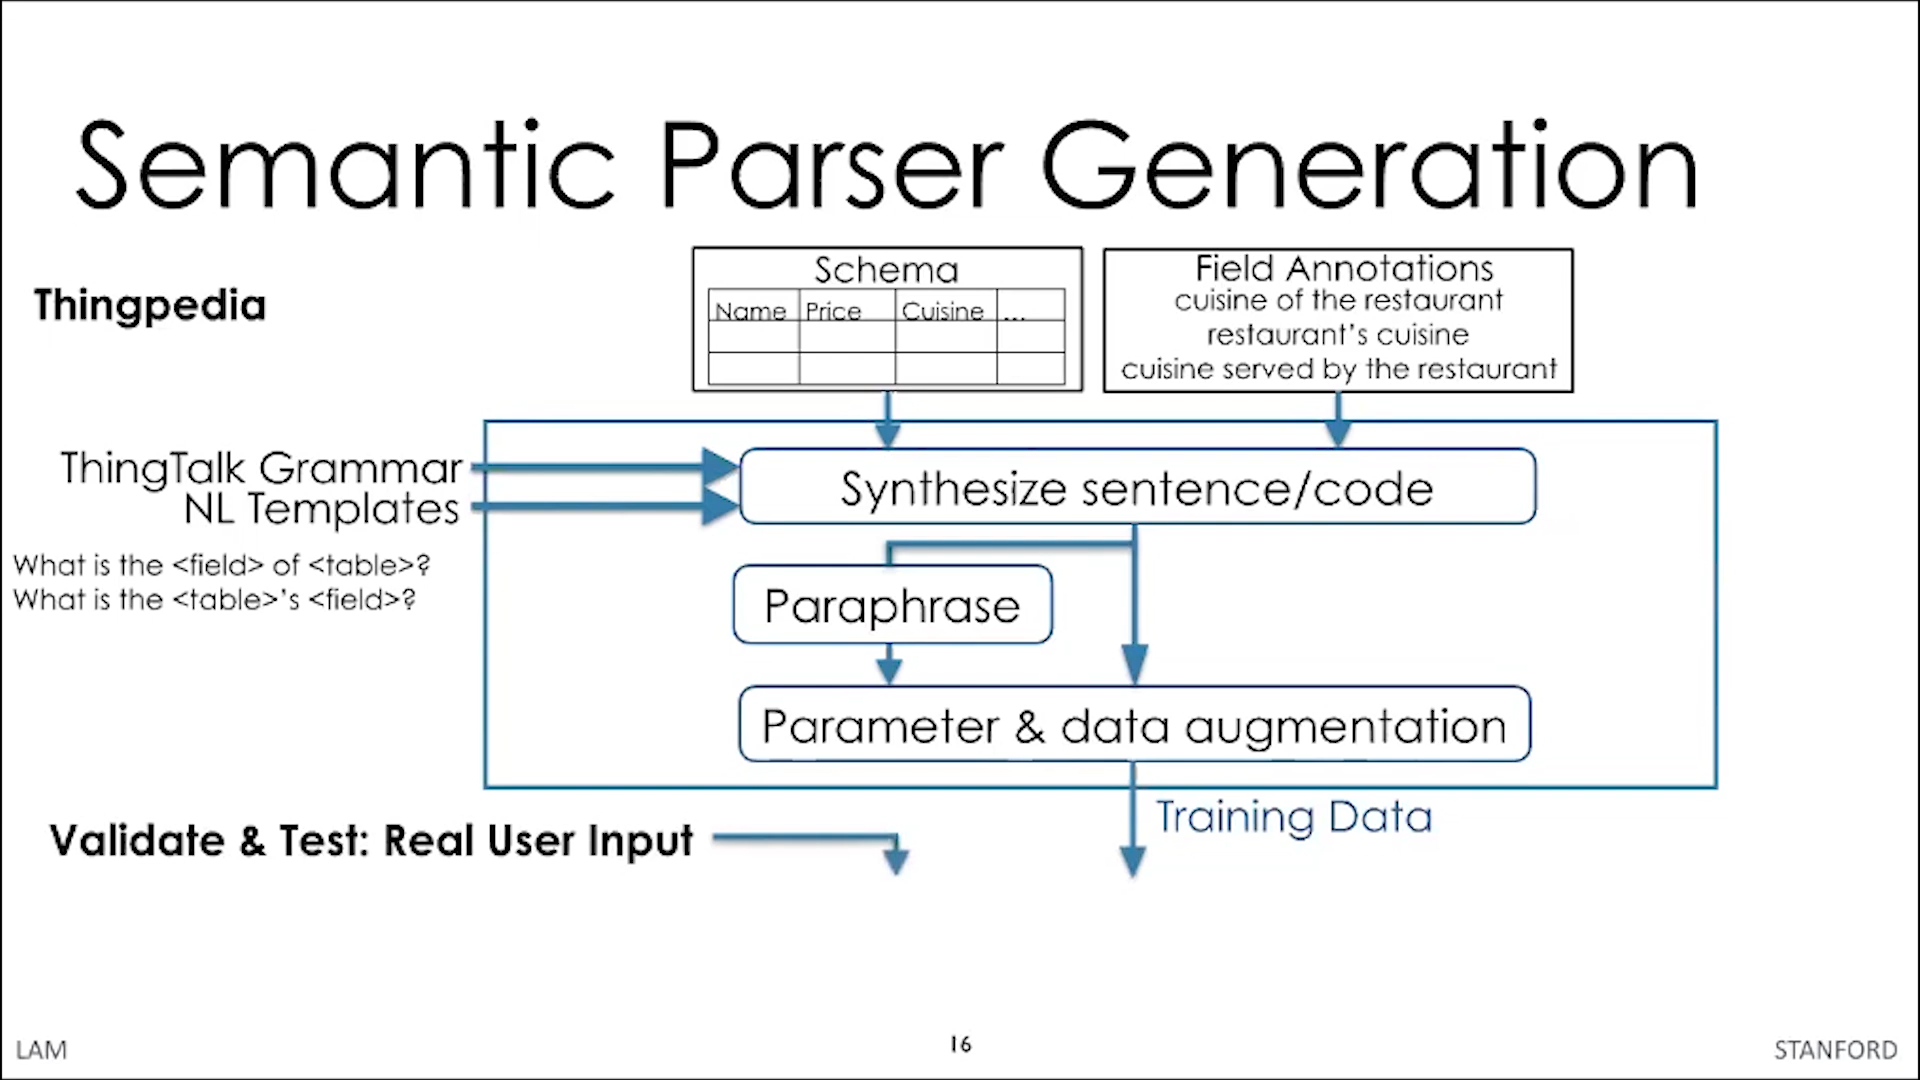 Semantic Parser Generation
Thingpedia
Schema
Name Price Cuisine ...
Field Annotations
cuisine of the restaurant
restaurant's cuisine
cuisine served by the restaurant
ThingTalk Grammar
NL Templates
What is the <field> of <table>?
What is the <table>'s <field>?
Synthesize sentence/code
Paraphrase
Parameter & data augmentation
Training Data
Validate & Test: Real User Input
LAM
16
STANFORD